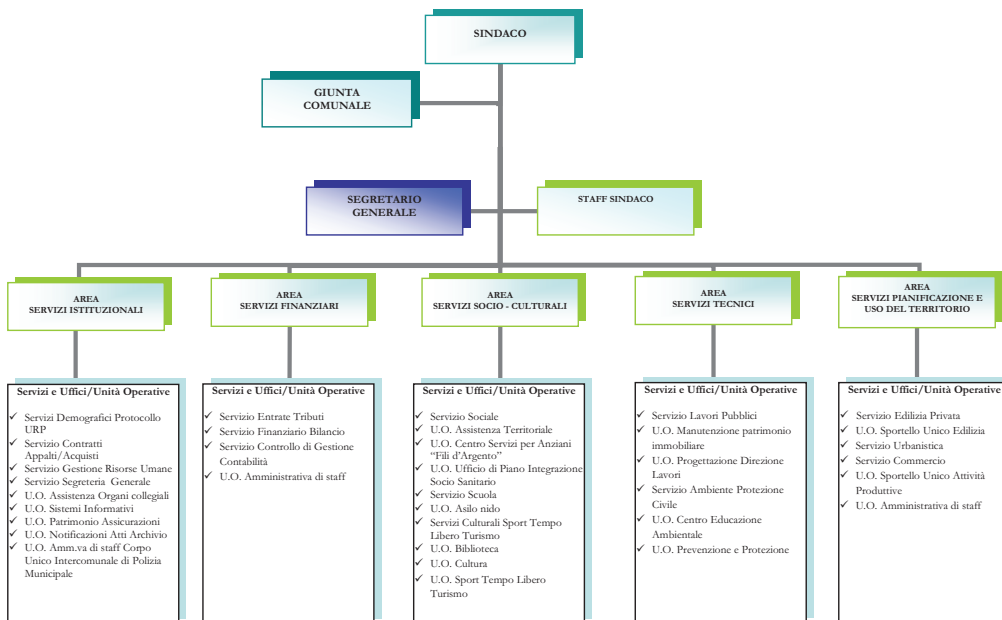 SINDACO
GIUNTA
COMUNALE
SEGRETARIO
GENERALE
STAFF SINDACO
AREA
SERVIZI ISTITUZIONALI
AREA
SERVIZI FINANZIARI
AREA
SERVIZI SOCIO - CULTURALI
AREA
SERVIZI TECNICI
AREA
SERVIZI PIANIFICAZIONE E
USO DEL TERRITORIO
Servizi e Uffici/Unità Operative
✓ Servizi Demografici Protocollo
URP
✓ Servizio Contratti
Appalti/Acquisti
✓ Servizio Gestione Risorse Umane
✓ Servizio Segreteria Generale
✓ U.O. Assistenza Organi collegiali
✓ U.O. Sistemi Informativi
✓ U.O. Patrimonio Assicurazioni
✓ U.O. Notificazioni Atti Archivio
✓ U.O. Amm.va di staff Corpo
Unico Intercomunale di Polizia
Municipale
Servizi e Uffici/Unità Operative
✓ Servizio Entrate Tributi
✓ Servizio Finanziario Bilancio
✓ Servizio Controllo di Gestione
Contabilità
✓ U.O. Amministrativa di staff
Servizi e Uffici/Unità Operative
✓ Servizio Sociale
✓ U.O. Assistenza Territoriale
✓ U.O. Centro Servizi per Anziani
"Fili d'Argento"
✓ U.O. Ufficio di Piano Integrazione
Socio Sanitario
✓ Servizio Scuola
✓ U.O. Asilo nido
✓ Servizi Culturali Sport Tempo
Libero Turismo
✓ U.O. Biblioteca
✓ U.O. Cultura
✓ U.O. Sport Tempo Libero
Turismo
Servizi e Uffici/Unità Operative
✓ Servizio Lavori Pubblici
✓ U.O. Manutenzione patrimonio
immobiliare
✓ U.O. Progettazione Direzione
Lavori
✓ Servizio Ambiente Protezione
Civile
✓ U.O. Centro Educazione
Ambientale
✓ U.O. Prevenzione e Protezione
Servizi e Uffici/Unità Operative
✓ Servizio Edilizia Privata
✓ U.O. Sportello Unico Edilizia
✓ Servizio Urbanistica
✓ Servizio Commercio
✓ U.O. Sportello Unico Attività
Produttive
✓ U.O. Amministrativa di staff